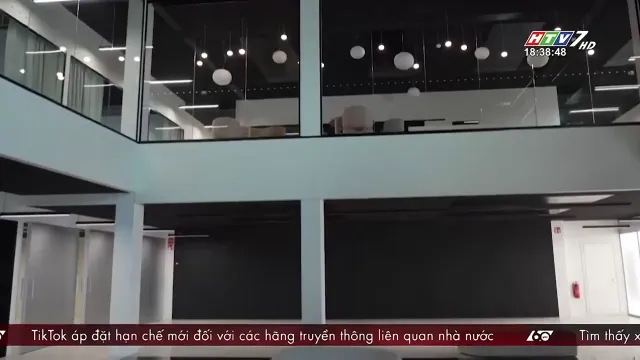 HTV7 HD
18:38:48
TikTok áp đặt hạn chế mới đối với các hãng truyền thông liên quan nhà nước 60 Tìm thấy x